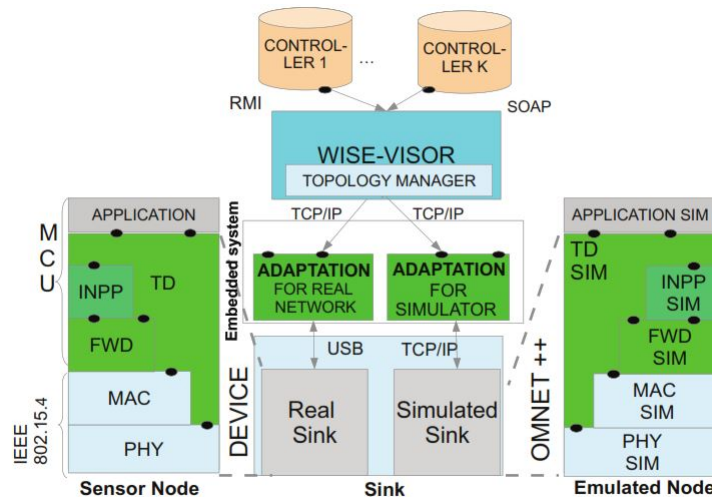 CONTROL-
LER 1
...
CONTROL-
LER K
RMI
SOAP
WISE-VISOR
TOPOLOGY MANAGER
TCP/IP
TCP/IP
Embedded system
ADAPTATION
FOR REAL
NETWORK
ADAPTATION
FOR
SIMULATOR
USB
TCP/IP
DEVICE
Real
Sink
Simulated
Sink
OMNET ++
Sink
M
C
U
IEEE
802.15.4
APPLICATION
TD
INPP
FWD
MAC
PHY
Sensor Node
APPLICATION SIM
TD
SIM
INPP
SIM
FWD
SIM
MAC
SIM
PHY
SIM
Emulated Node